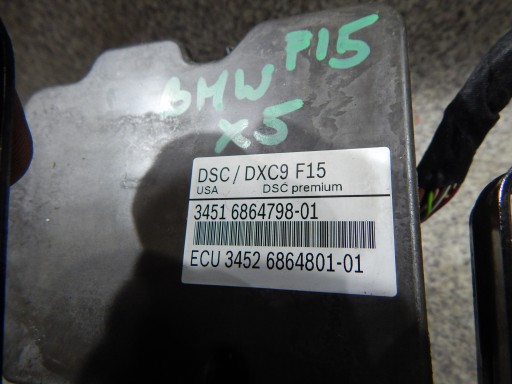 BMW F15
X5
DSC / DXC9 F15
USA DSC premium
3451 6864798-01
ECU 3452 6864801-01